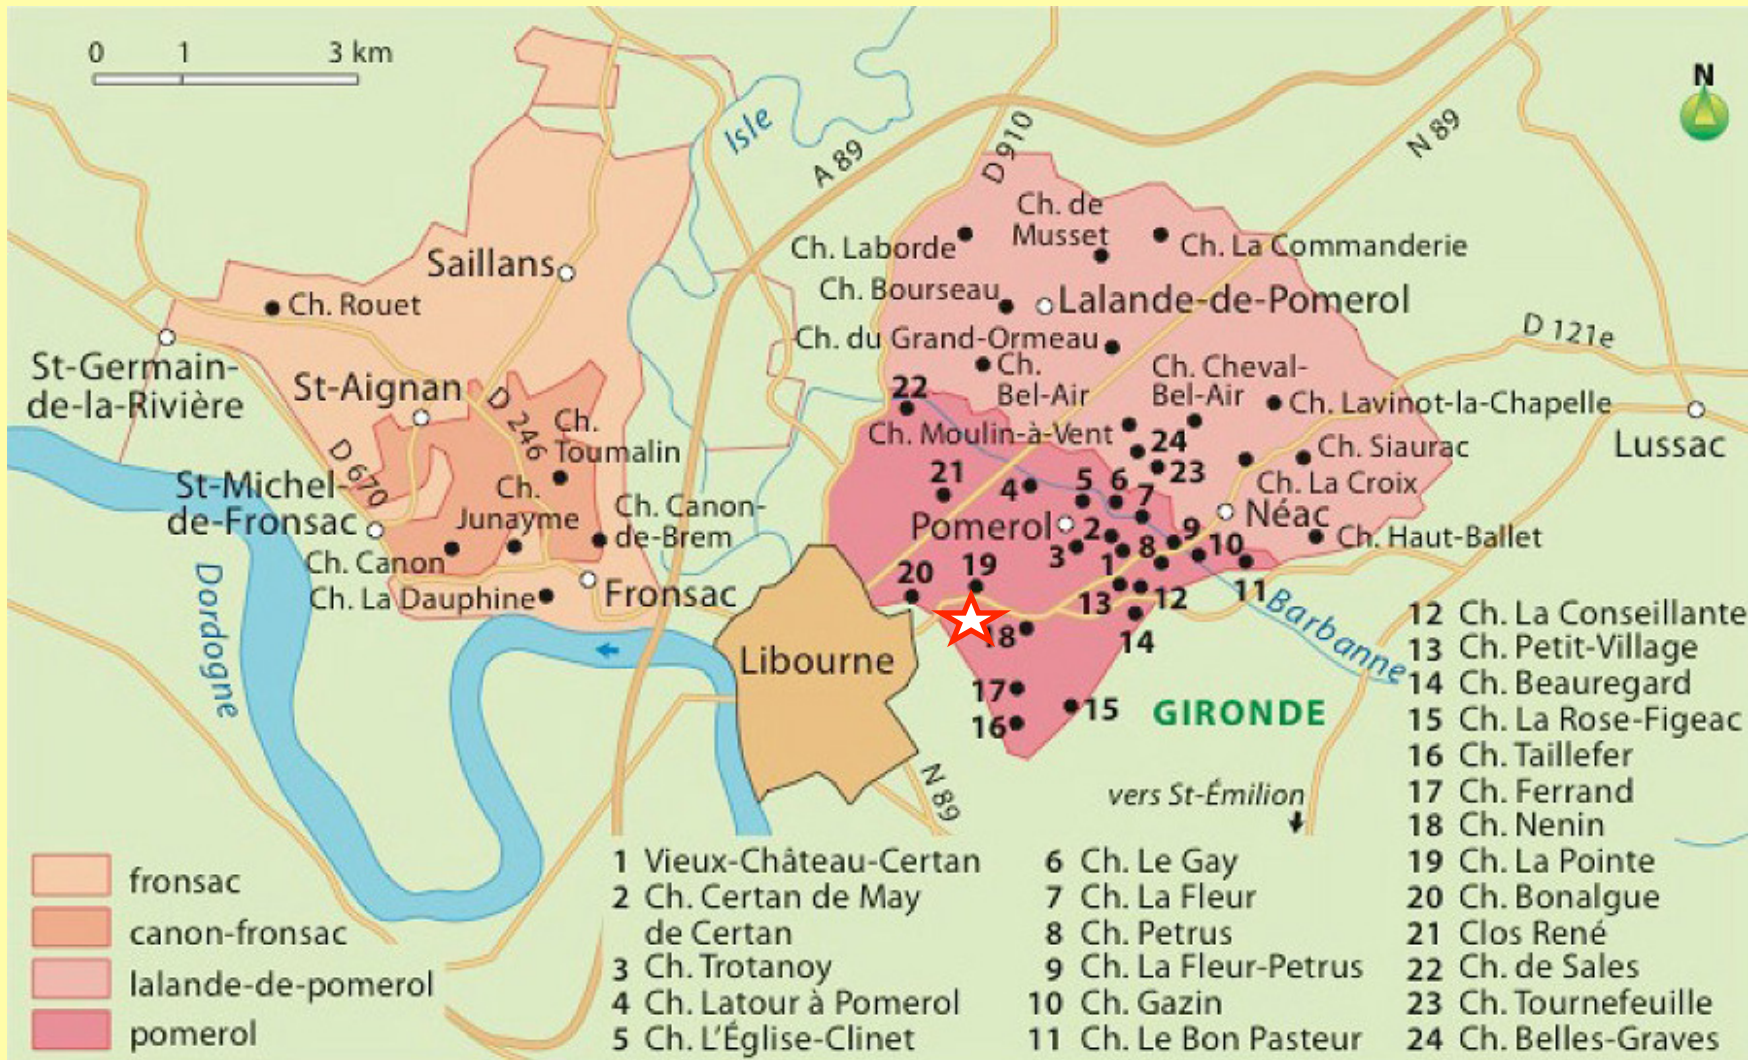 0 1 3 km
N
Isle
A 89
D 910
N 89
Ch. de
Musset
Ch. Laborde
Ch. La Commanderie
Saillans
Ch. Bourseau
Lalande-de-Pomerol
Ch. Rouet
Ch. du Grand-Ormeau
D 121e
St-Germain-
de-la-Rivière
St-Aignan
D 246
Ch.
Bel-Air
Ch. Cheval-
Bel-Air
22
Ch. Lavinot-la-Chapelle
Ch.
Toumalin
Ch. Moulin-à-Vent
24
Ch. Siaurac
Lussac
D 670
21
4
5
6
7
23
Ch. La Croix
St-Michel-
de-Fronsac
Ch.
Junayme
Ch. Canon-
de-Brem
Pomerol
2
9
Néac
Ch. Canon
3
1
8
10
Ch. Haut-Ballet
Dordogne
Ch. La Dauphine
Fronsac
20
19
13
12
11
Barbanne
18
14
Libourne
17
16
15
GIRONDE
N 89
vers St-Émilion
12 Ch. La Conseillante
13 Ch. Petit-Village
14 Ch. Beauregard
15 Ch. La Rose-Figeac
16 Ch. Taillefer
17 Ch. Ferrand
18 Ch. Nenin
19 Ch. La Pointe
20 Ch. Bonalgue
21 Clos René
22 Ch. de Sales
23 Ch. Tournefeuille
24 Ch. Belles-Graves
fronsac
canon-fronsac
lalande-de-pomerol
pomerol
1 Vieux-Château-Certan
2 Ch. Certan de May
de Certan
3 Ch. Trotanoy
4 Ch. Latour à Pomerol
5 Ch. L'Église-Clinet
6 Ch. Le Gay
7 Ch. La Fleur
8 Ch. Petrus
9 Ch. La Fleur-Petrus
10 Ch. Gazin
11 Ch. Le Bon Pasteur